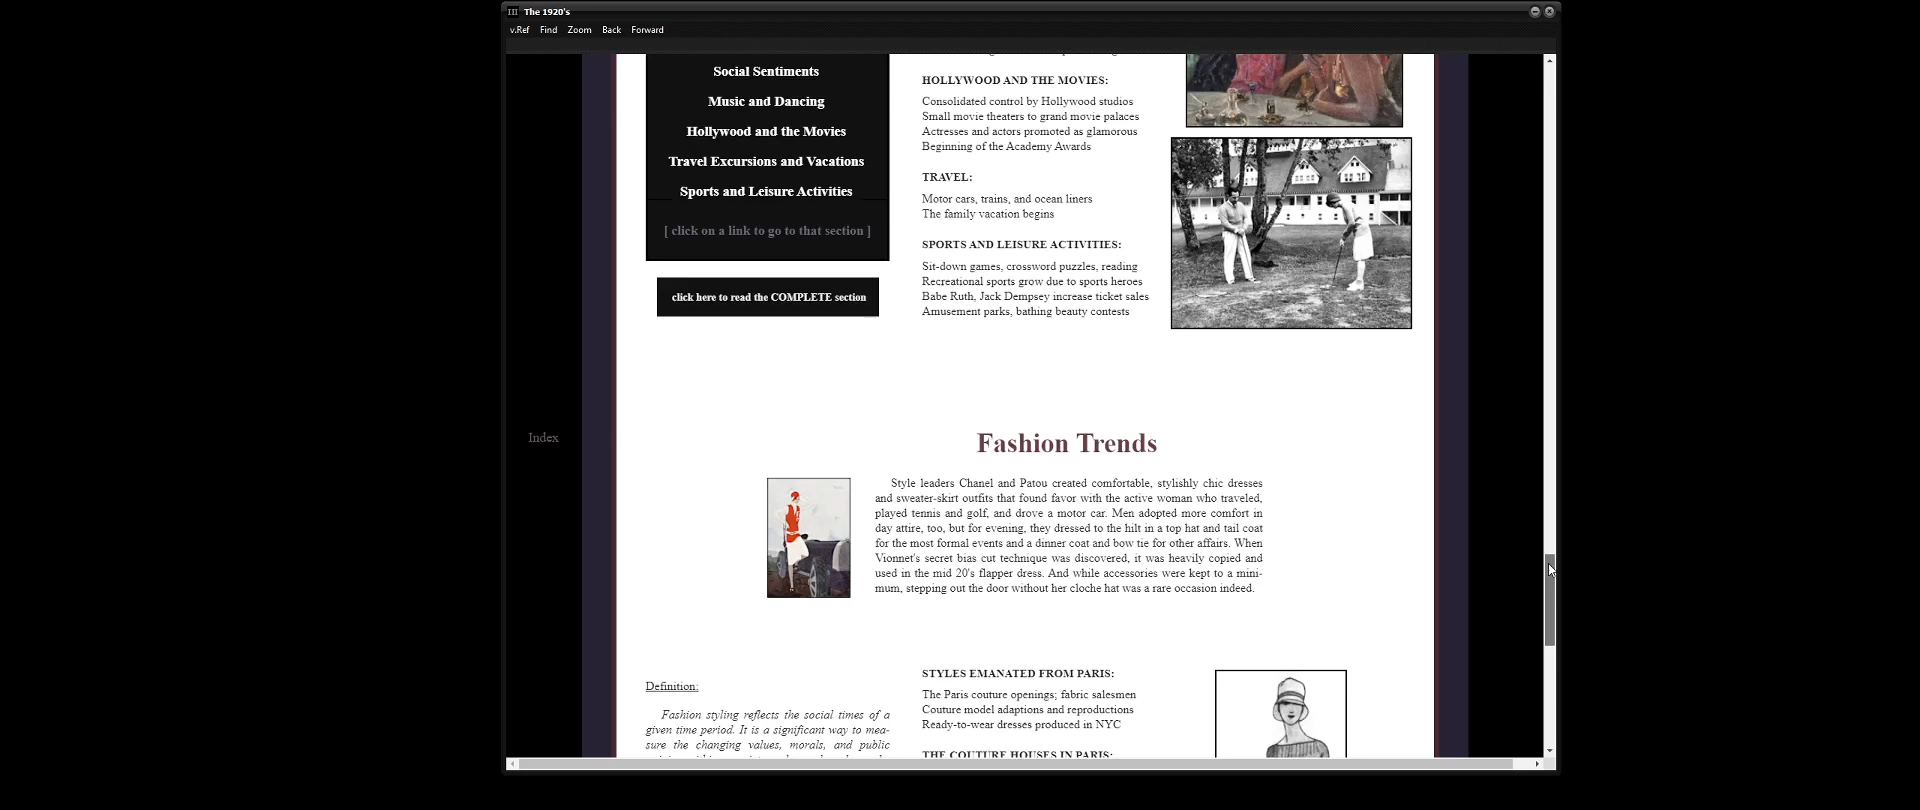 The 1920's
v.Ref Find Zoom Back Forward
Social Sentiments
Music and Dancing
Hollywood and the Movies
Travel Excursions and Vacations
Sports and Leisure Activities
[ click on a link to go to that section ]
click here to read the COMPLETE section
HOLLYWOOD AND THE MOVIES:
Consolidated control by Hollywood studios
Small movie theaters to grand movie palaces
Actresses and actors promoted as glamorous
Beginning of the Academy Awards
TRAVEL:
Motor cars, trains, and ocean liners
The family vacation begins
SPORTS AND LEISURE ACTIVITIES:
Sit-down games, crossword puzzles, reading
Recreational sports grow due to sports heroes
Babe Ruth, Jack Dempsey increase ticket sales
Amusement parks, bathing beauty contests
Index
Fashion Trends
Style leaders Chanel and Patou created comfortable, stylishly chic dresses
and sweater-skirt outfits that found favor with the active woman who traveled,
played tennis and golf, and drove a motor car. Men adopted more comfort in
day attire, too, but for evening, they dressed to the hilt in a top hat and tail coat
for the most formal events and a dinner coat and bow tie for other affairs. When
Vionnet's secret bias cut technique was discovered, it was heavily copied and
used in the mid 20's flapper dress. And while accessories were kept to a mini-
mum, stepping out the door without her cloche hat was a rare occasion indeed.
Definition:
Fashion styling reflects the social times of a
given time period. It is a significant way to mea-
sure the changing values, morals, and public
STYLES EMANATED FROM PARIS:
The Paris couture openings; fabric salesmen
Couture model adaptions and reproductions
Ready-to-wear dresses produced in NYC
THE COUTURE HOUSES IN PARIS: